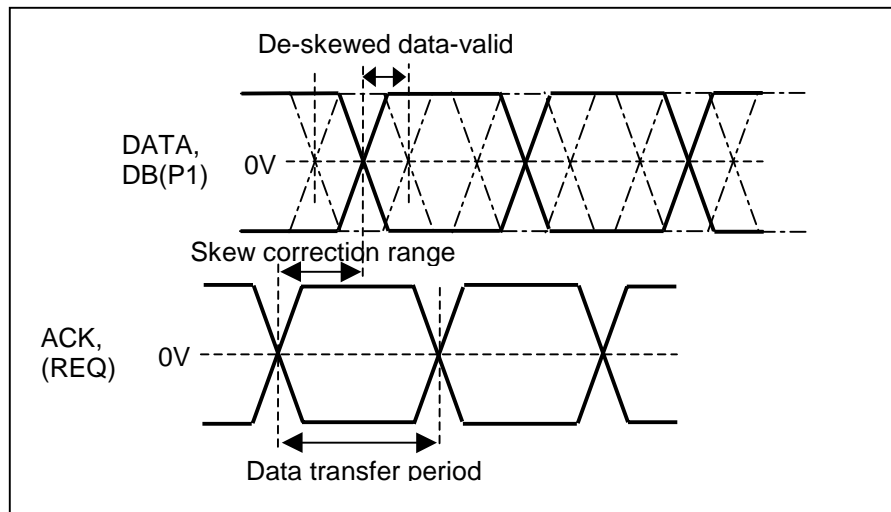 De-skewed data-valid
DATA,
DB(P1)
0V
Skew correction range
ACK,
(REQ)
0V
Data transfer period